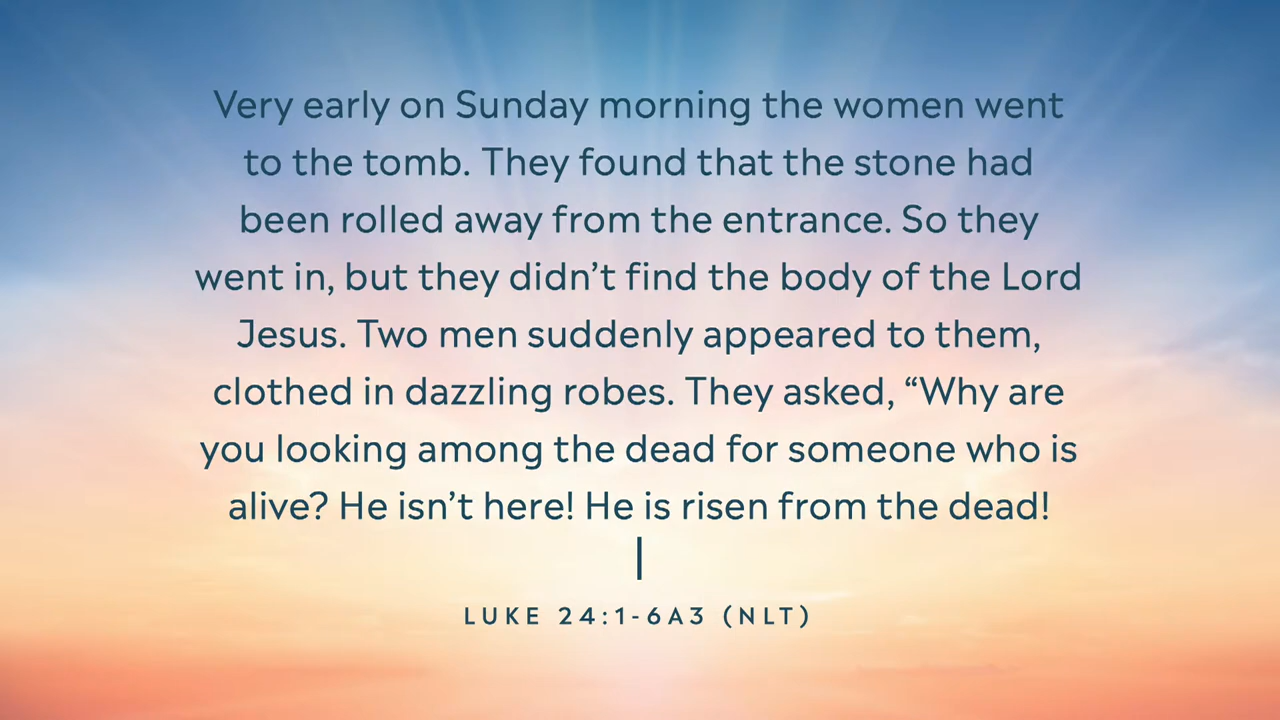 Very early on Sunday morning the women went
to the tomb. They found that the stone had
been rolled away from the entrance. So they
went in, but they didn’t find the body of the Lord
Jesus. Two men suddenly appeared to them,
clothed in dazzling robes. They asked, “Why are
you looking among the dead for someone who is
alive? He isn’t here! He is risen from the dead!
LUKE 24:1-6A3 (NLT)